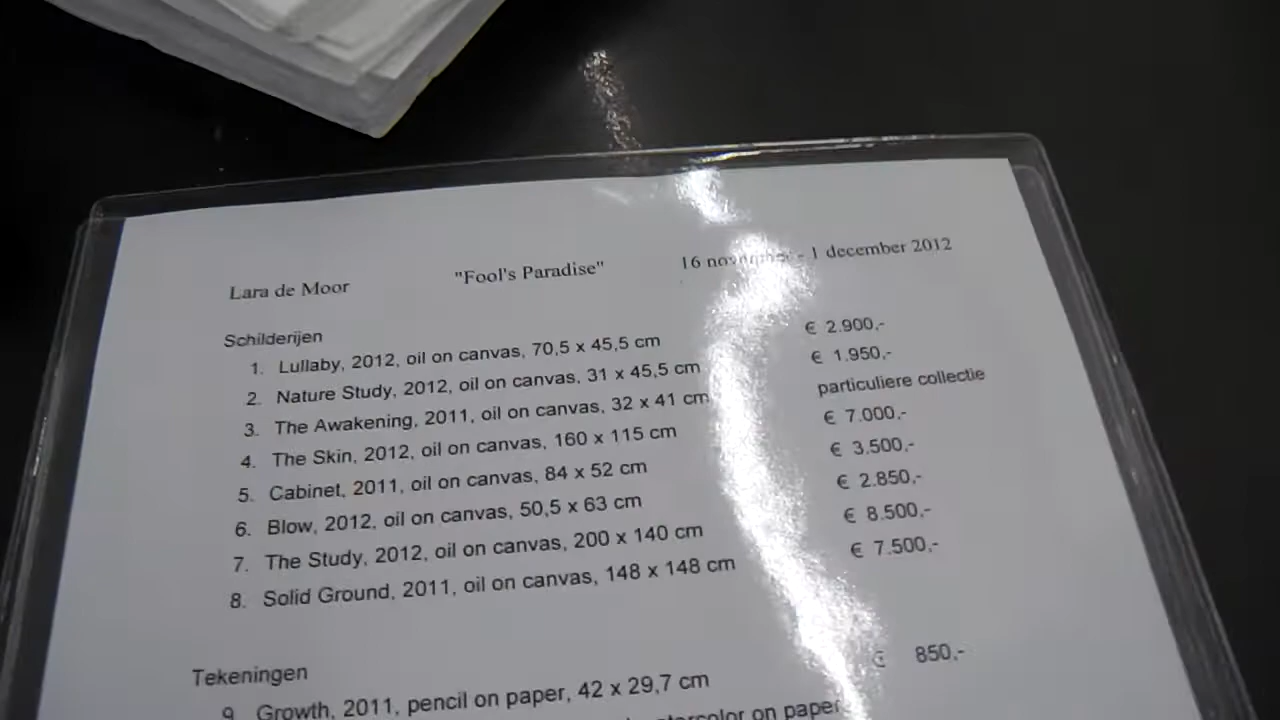 Lara de Moor "Fool's Paradise" 16 november - 1 december 2012
Schilderijen
1. Lullaby, 2012, oil on canvas, 70,5 x 45,5 cm € 2.900,-
2. Nature Study, 2012, oil on canvas, 31 x 45,5 cm € 1.950,-
3. The Awakening, 2011, oil on canvas, 32 x 41 cm particuliere collectie
4. The Skin, 2012, oil on canvas, 160 x 115 cm € 7.000,-
5. Cabinet, 2011, oil on canvas, 84 x 52 cm € 3.500,-
6. Blow, 2012, oil on canvas, 50,5 x 63 cm € 2.850,-
7. The Study, 2012, oil on canvas, 200 x 140 cm € 8.500,-
8. Solid Ground, 2011, oil on canvas, 148 x 148 cm € 7.500,-
Tekeningen
9. Growth, 2011, pencil on paper, 42 x 29,7 cm € 850,-
on paper